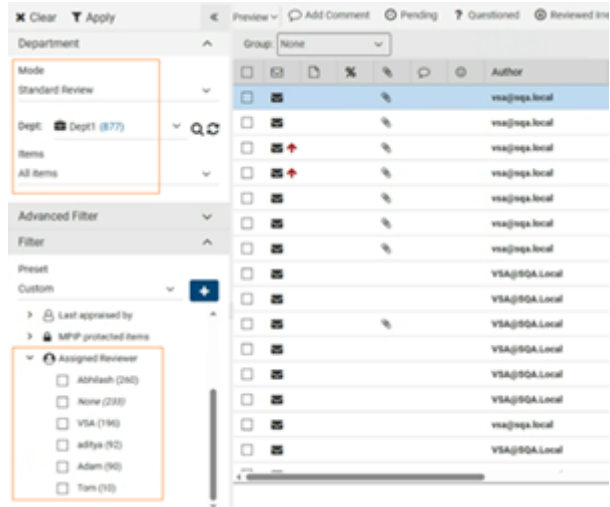 Clear Apply
Preview Add Comment Pending ? Questioned Reviewed
Department
Group: None
Mode
Standard Review
Dept: Dept1 (877)
Items
All items
Advanced Filter
Filter
Preset
Custom
+
Last appraised by
MPIP protected items
Assigned Reviewer
Abhilash (260)
None (233)
VSA (196)
aditya (92)
Adam (90)
Tom (10)
% Author
vsa@sqa.local
vsa@sqa.local
vsa@sqa.local
vsa@sqa.local
vsa@sqa.local
vsa@sqa.local
vsa@sqa.local
VSA@SQA.Local
VSA@SQA.Local
VSA@SQA.Local
VSA@SQA.Local
VSA@SQA.Local
VSA@SQA.Local
vsa@sqa.local
VSA@SQA.Local